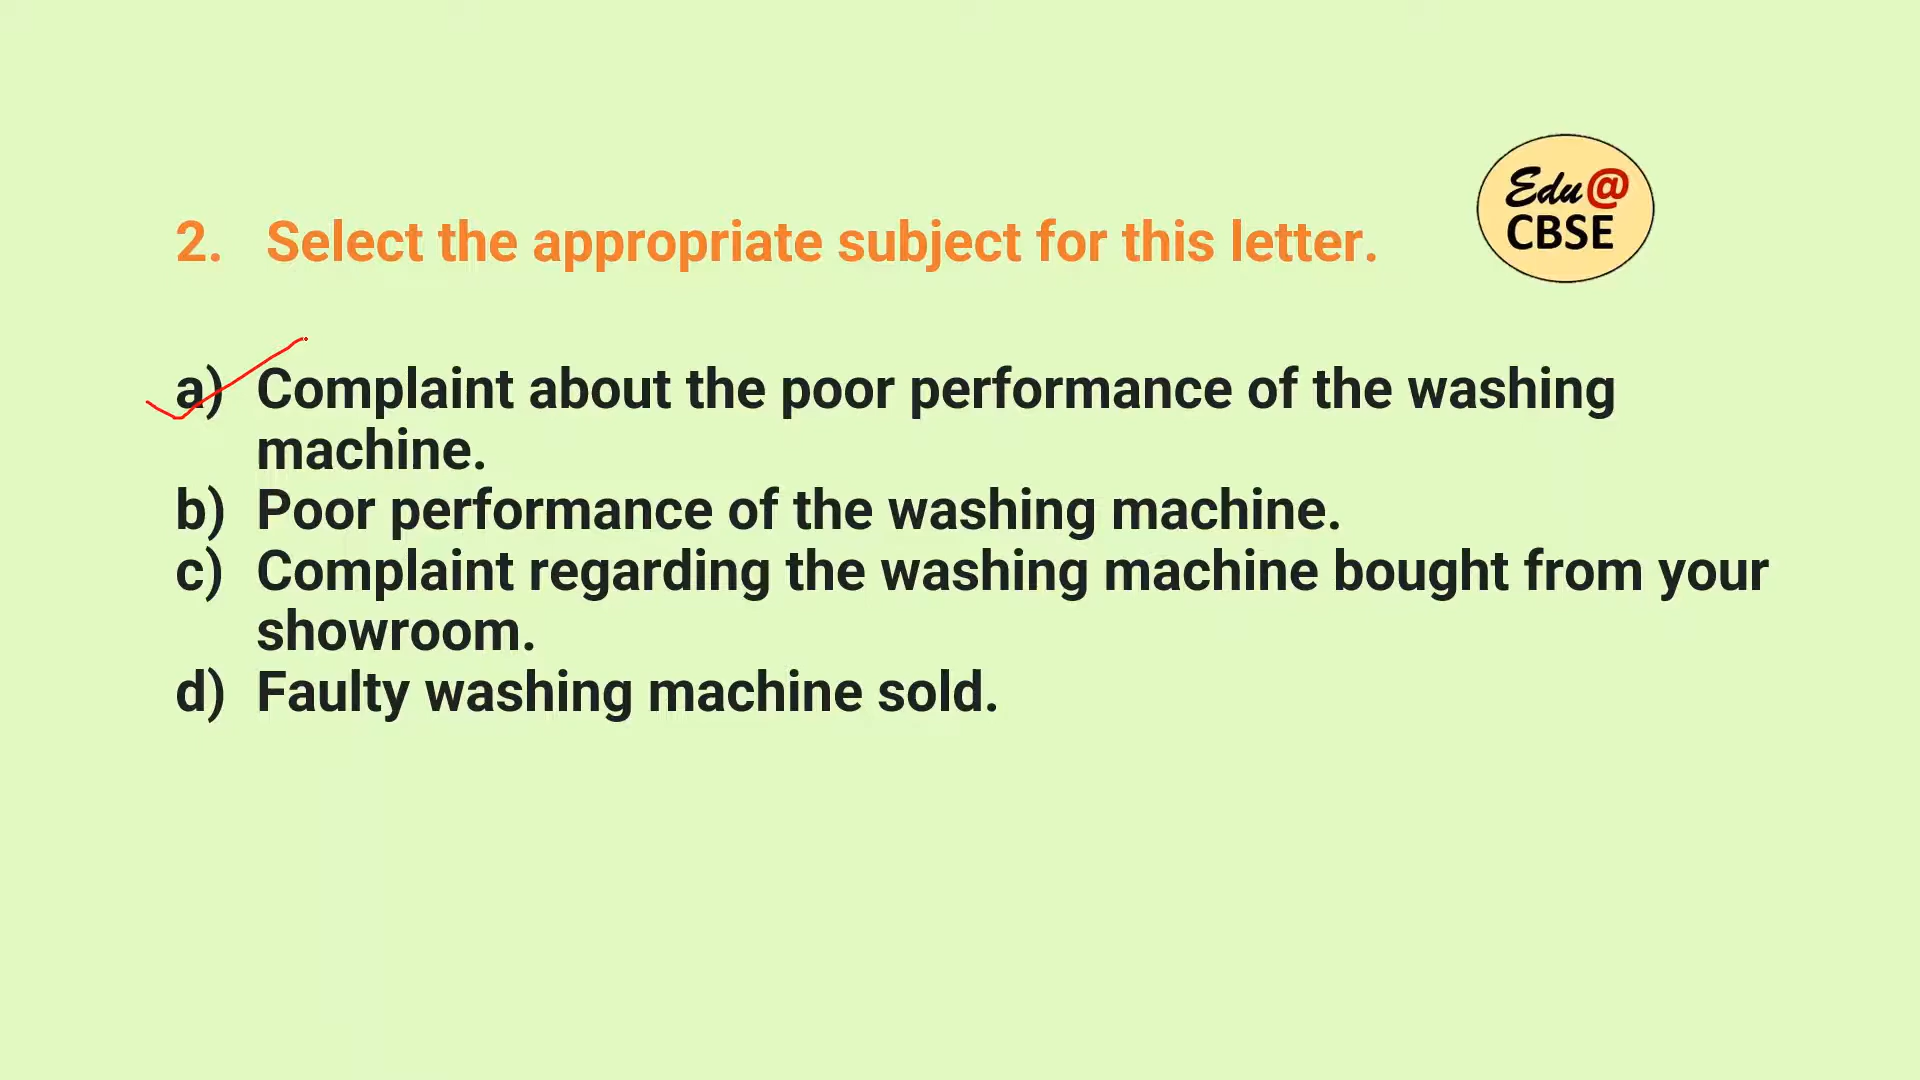 Edu@
CBSE
2. Select the appropriate subject for this letter.
a) Complaint about the poor performance of the washing
machine.
b) Poor performance of the washing machine.
c) Complaint regarding the washing machine bought from your
showroom.
d) Faulty washing machine sold.